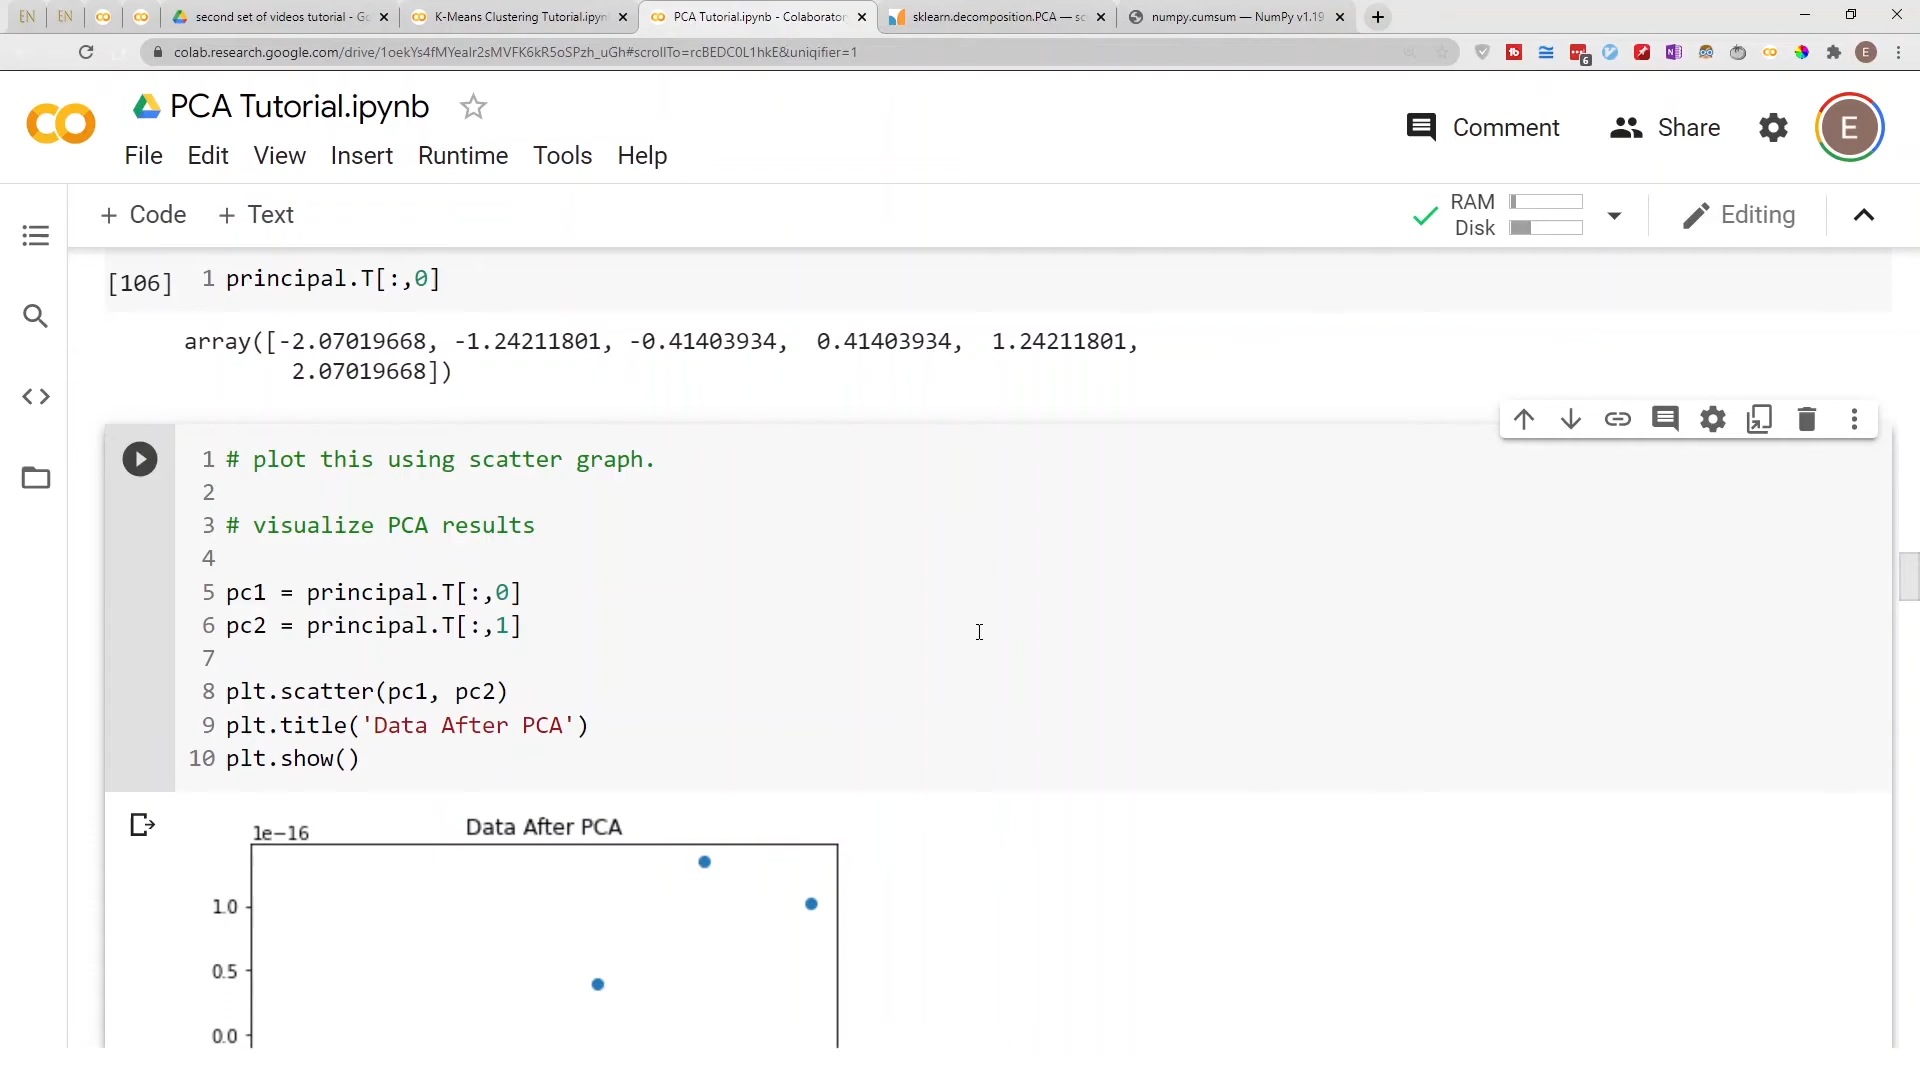 EN
EN
second set of videos tutorial - Go
K-Means Clustering Tutorial.ipyn
PCA Tutorial.ipynb - Colaborator
sklearn.decomposition.PCA — sc
numpy.cumsum — NumPy v1.19
colab.research.google.com/drive/1oekYs4fMYealr2sMVFK6kR5oSPzh_uGh#scrollTo=rcBEDC0L1hkE&uniqifier=1
6
E
PCA Tutorial.ipynb
Comment
Share
E
File Edit View Insert Runtime Tools Help
+ Code + Text
RAM
Disk
Editing
[106] 1 principal.T[:,0]
array([-2.07019668, -1.24211801, -0.41403934, 0.41403934, 1.24211801,
2.07019668])
1 # plot this using scatter graph.
2
3 # visualize PCA results
4
5 pc1 = principal.T[:,0]
6 pc2 = principal.T[:,1]
7
8 plt.scatter(pc1, pc2)
9 plt.title('Data After PCA')
10 plt.show()
1e−16
Data After PCA
1.0
0.5
0.0